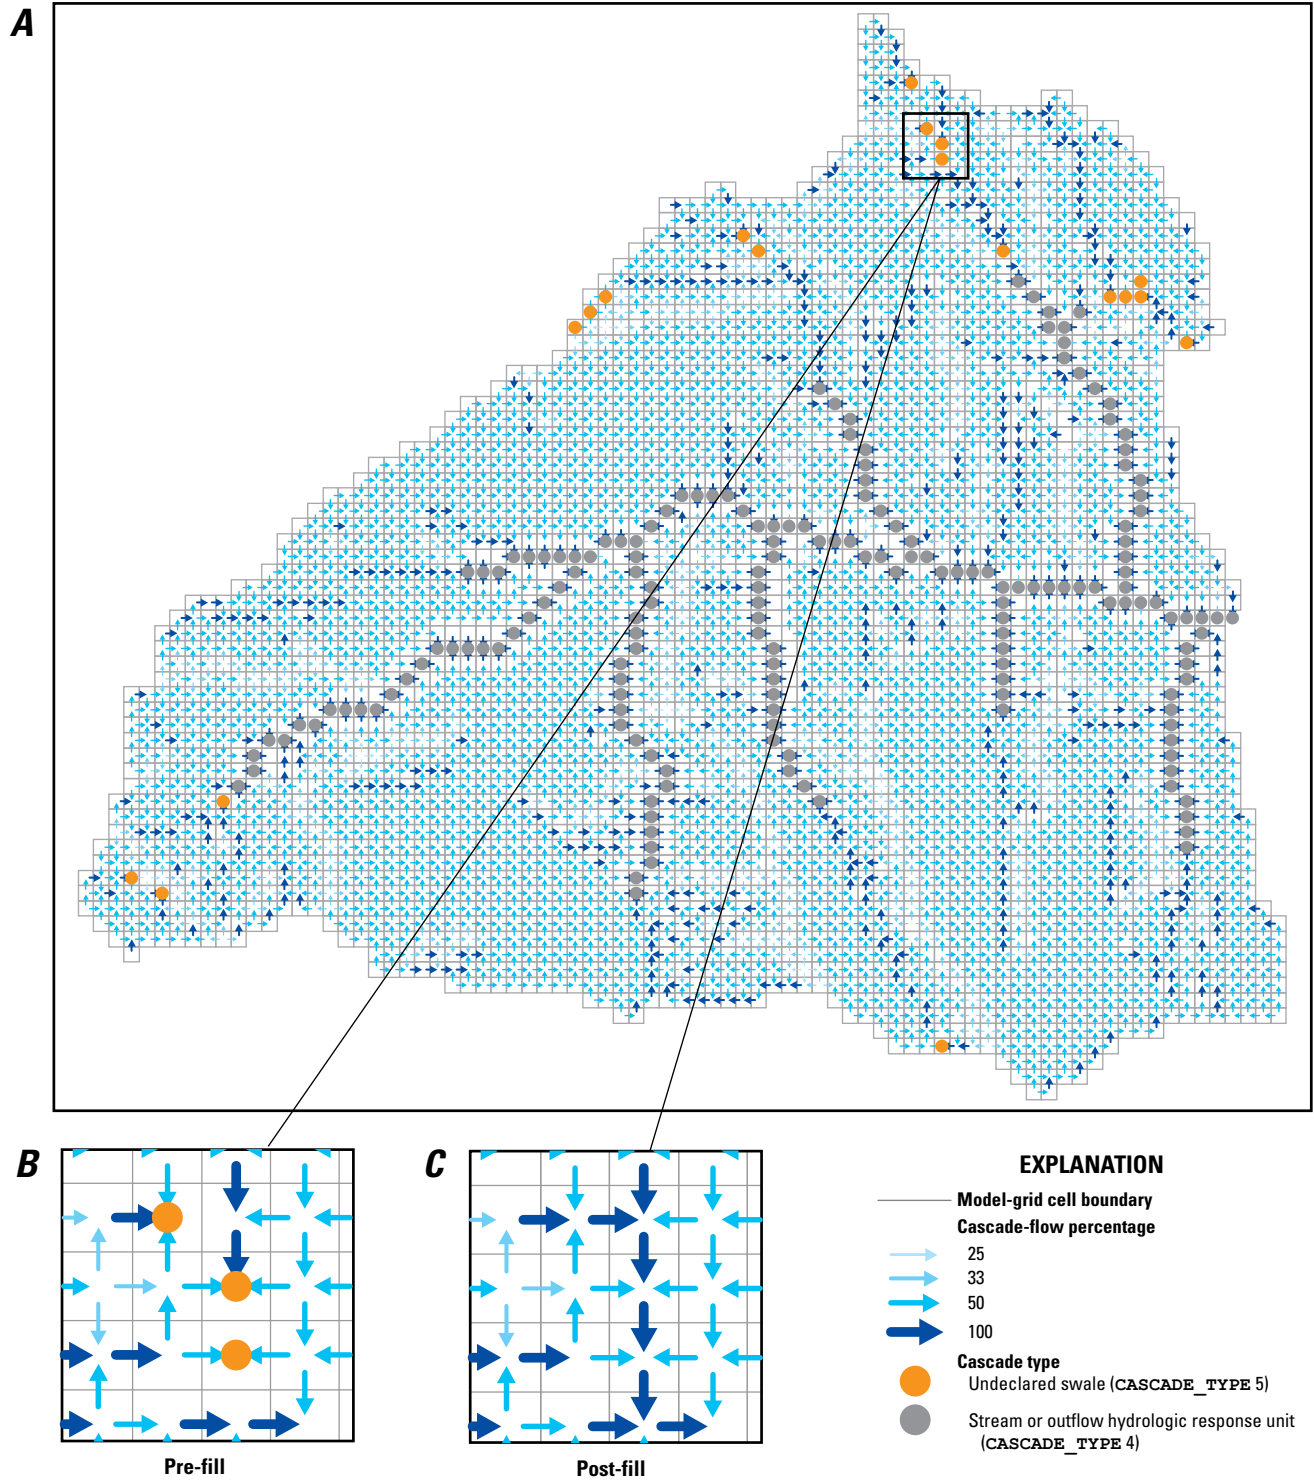 A
B
Pre-fill
C
Post-fill
EXPLANATION
Model-grid cell boundary
Cascade-flow percentage
25
33
50
100
Cascade type
Undeclared swale (CASCADE_TYPE 5)
Stream or outflow hydrologic response unit
(CASCADE_TYPE 4)